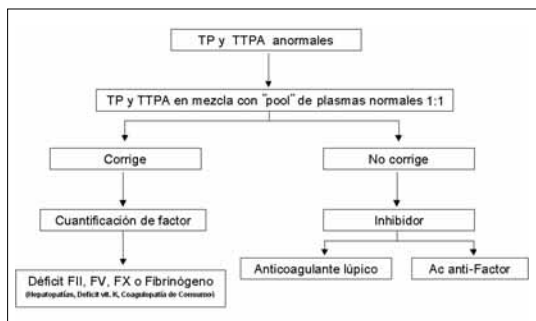 TP y TTPA anormales
TP y TTPA en mezcla con "pool" de plasmas normales 1:1
Corrige
No corrige
Cuantificación de factor
Inhibidor
Déficit FII, FV, FX o Fibrinógeno
(Hepatopatías, Deficit vit. K, Coagulopatía de Consumo)
Anticoagulante lúpico
Ac anti-Factor